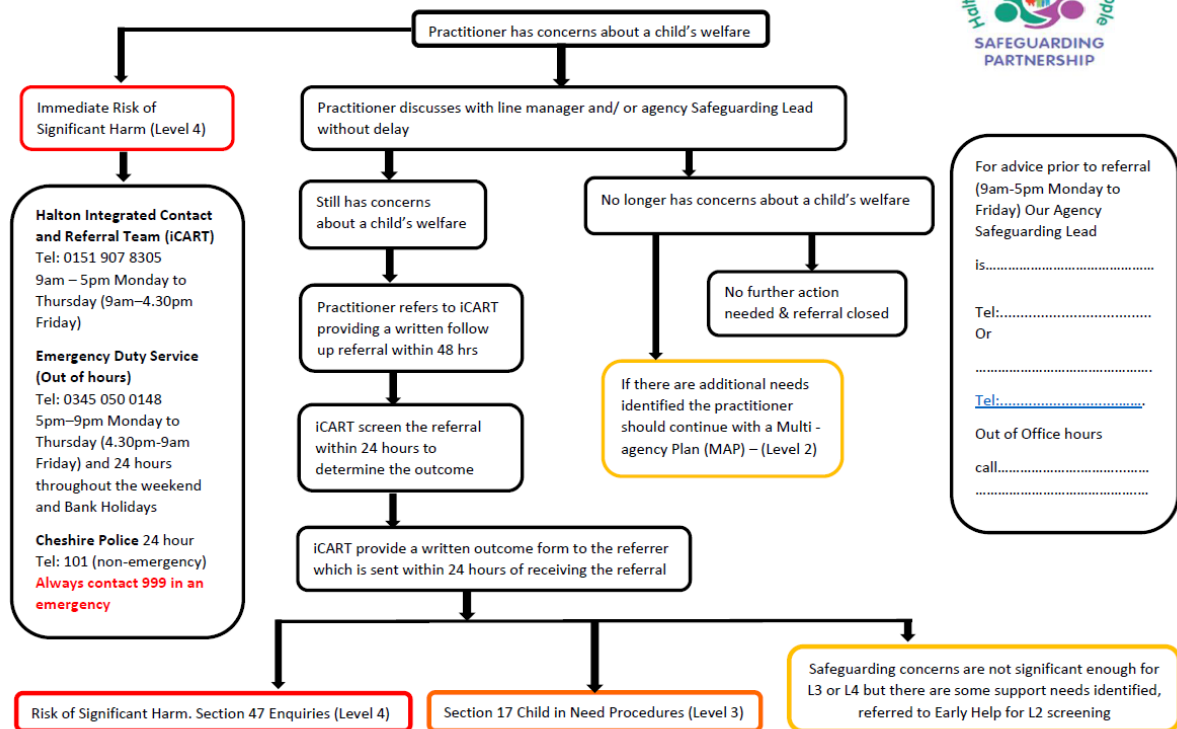 Practitioner has concerns about a child's welfare
Halt
ople
SAFEGUARDING
PARTNERSHIP
Immediate Risk of
Significant Harm (Level 4)
Practitioner discusses with line manager and/ or agency Safeguarding Lead
without delay
Halton Integrated Contact
and Referral Team (iCART)
Tel: 0151 907 8305
9am – 5pm Monday to
Thursday (9am–4.30pm
Friday)
Emergency Duty Service
(Out of hours)
Tel: 0345 050 0148
5pm–9pm Monday to
Thursday (4.30pm-9am
Friday) and 24 hours
throughout the weekend
and Bank Holidays
Cheshire Police 24 hour
Tel: 101 (non-emergency)
Always contact 999 in an
emergency
Still has concerns
about a child's welfare
No longer has concerns about a child's welfare
Practitioner refers to iCART
providing a written follow
up referral within 48 hrs
No further action
needed & referral closed
iCART screen the referral
within 24 hours to
determine the outcome
If there are additional needs
identified the practitioner
should continue with a Multi -
agency Plan (MAP) – (Level 2)
iCART provide a written outcome form to the referrer
which is sent within 24 hours of receiving the referral
For advice prior to referral
(9am-5pm Monday to
Friday) Our Agency
Safeguarding Lead
is………………………………………
Tel:.....................................
Or
……………………………………….
Tel:…................................
Out of Office hours
call……………………………………
……………………………………….
Risk of Significant Harm. Section 47 Enquiries (Level 4)
Section 17 Child in Need Procedures (Level 3)
Safeguarding concerns are not significant enough for
L3 or L4 but there are some support needs identified,
referred to Early Help for L2 screening